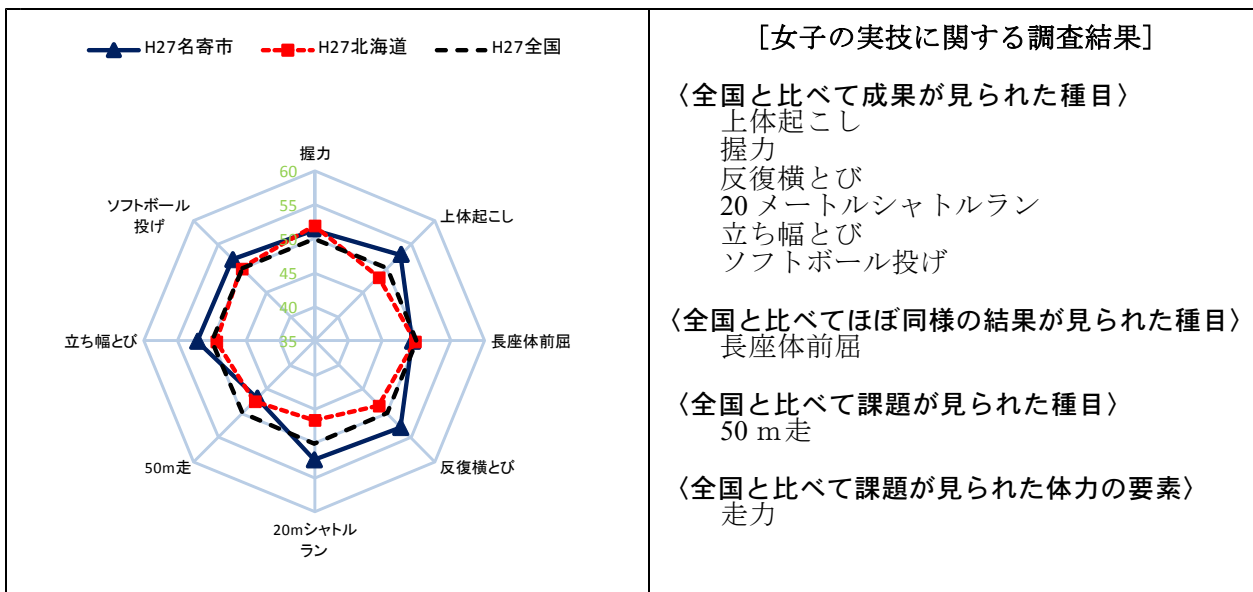 H27名寄市 H27北海道 H27全国
握力
60
55
50
45
40
35
上体起こし
長座体前屈
反復横とび
20mシャトル
ラン
50m走
立ち幅とび
ソフトボール
投げ
[女子の実技に関する調査結果]
〈全国と比べて成果が見られた種目〉
上体起こし
握力
反復横とび
20メートルシャトルラン
立ち幅とび
ソフトボール投げ
〈全国と比べてほぼ同様の結果が見られた種目〉
長座体前屈
〈全国と比べて課題が見られた種目〉
50m走
〈全国と比べて課題が見られた体力の要素〉
走力